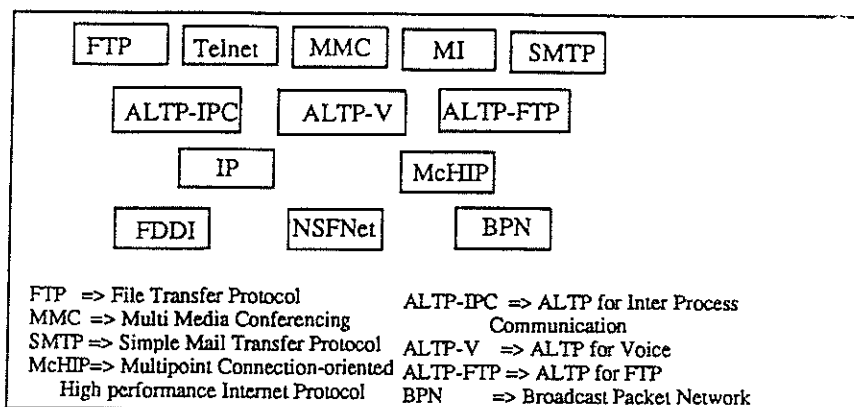 FTP Telnet MMC MI SMTP
ALTP-IPC ALTP-V ALTP-FTP
IP McHIP
FDDI NSFNet BPN
FTP => File Transfer Protocol
MMC => Multi Media Conferencing
SMTP => Simple Mail Transfer Protocol
McHIP=> Multipoint Connection-oriented
High performance Internet Protocol
ALTP-IPC => ALTP for Inter Process
Communication
ALTP-V => ALTP for Voice
ALTP-FTP => ALTP for FTP
BPN => Broadcast Packet Network